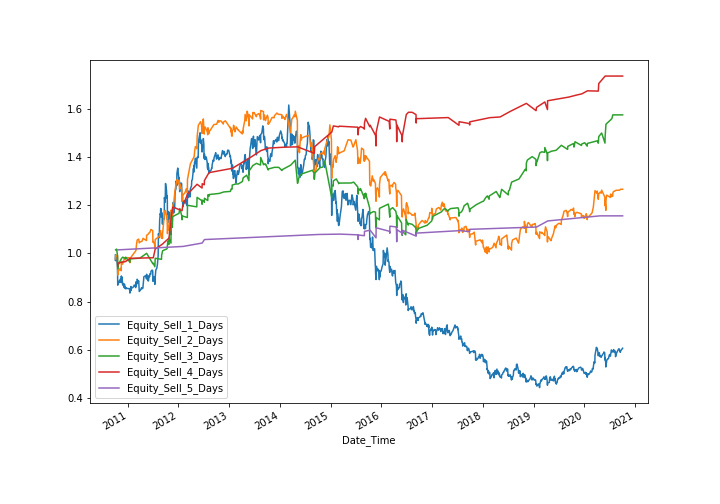 1.6
1.4
1.2
1.0
0.8
0.6
0.4
Equity_Sell_1_Days
Equity_Sell_2_Days
Equity_Sell_3_Days
Equity_Sell_4_Days
Equity_Sell_5_Days
2011 2012 2013 2014 2015 2016 2017 2018 2019 2020 2021
Date_Time